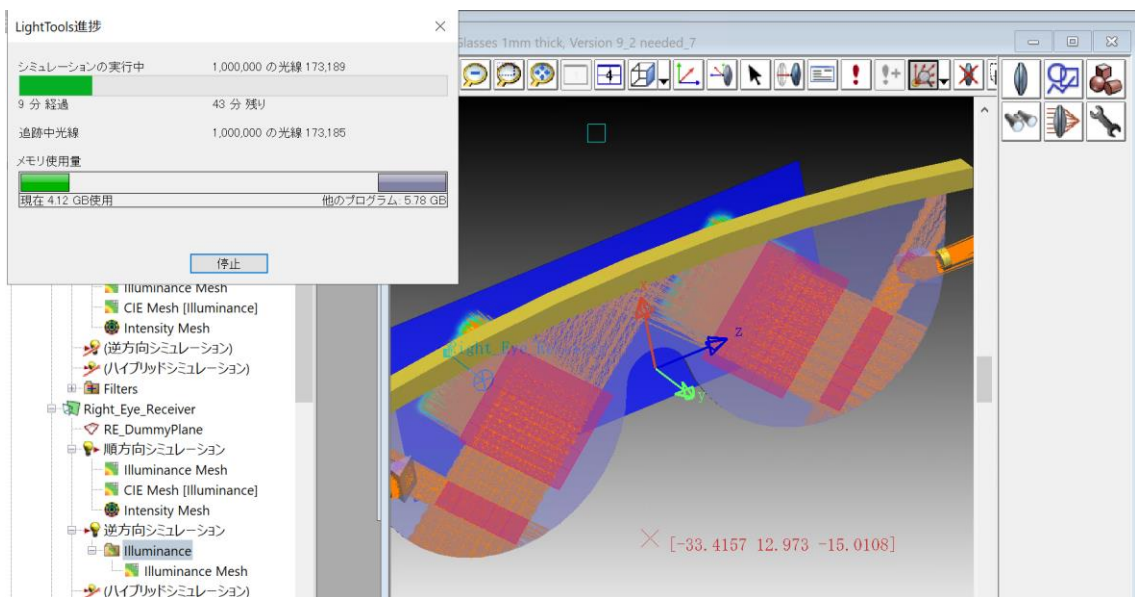 LightTools進捗
シミュレーションの実行中 1,000,000 の光線 173,189
9 分 経過 43 分 残り
追跡中光線 1,000,000 の光線 173,185
メモリ使用量
現在 4.12 GB使用 他のプログラム: 5.78 GB
停止
Glasses 1mm thick, Version 9_2 needed_7
4
Illuminance Mesh
CIE Mesh [Illuminance]
Intensity Mesh
(逆方向シミュレーション)
(ハイブリッドシミュレーション)
Filters
Right_Eye_Receiver
RE_DummyPlane
順方向シミュレーション
Illuminance Mesh
CIE Mesh [Illuminance]
Intensity Mesh
逆方向シミュレーション
Illuminance
Illuminance Mesh
(ハイブリッドシミュレーション)
z
y
[-33.4157 12.973 -15.0108]